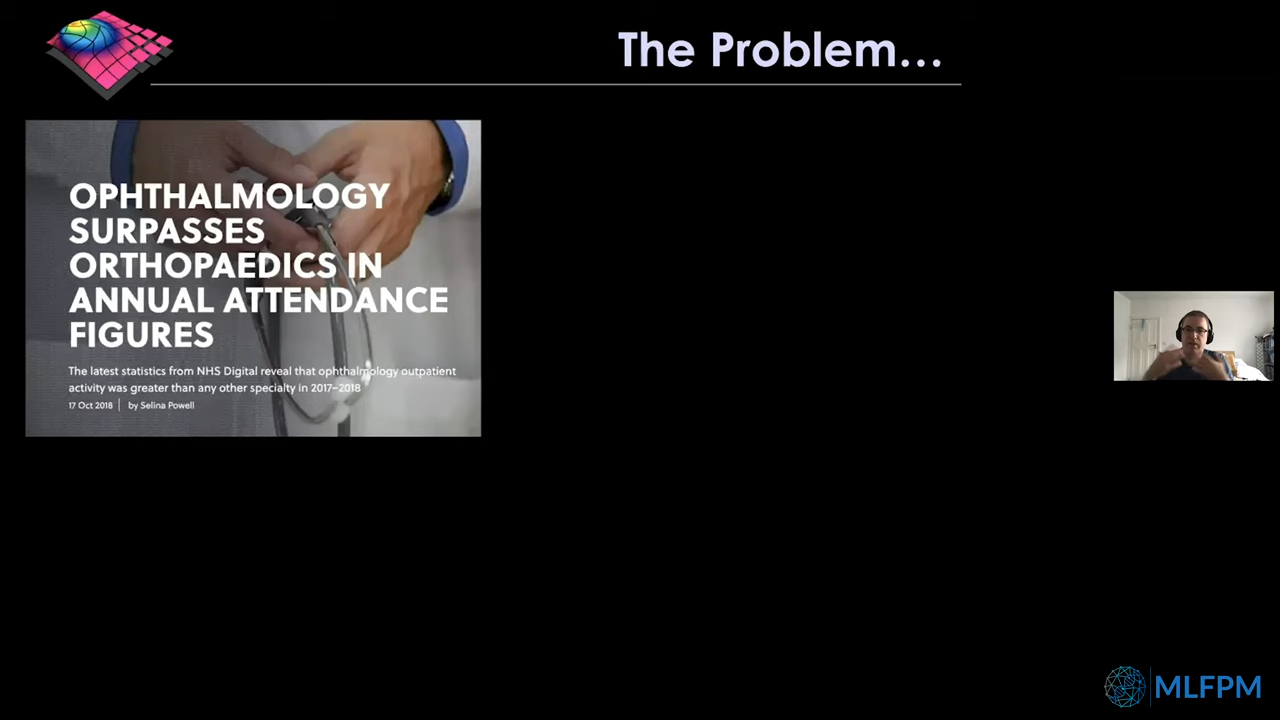 The Problem…
OPHTHALMOLOGY
SURPASSES
ORTHOPAEDICS IN
ANNUAL ATTENDANCE
FIGURES
The latest statistics from NHS Digital reveal that ophthalmology outpatient
activity was greater than any other specialty in 2017–2018
17 Oct 2018 | by Selina Powell
MLFPM